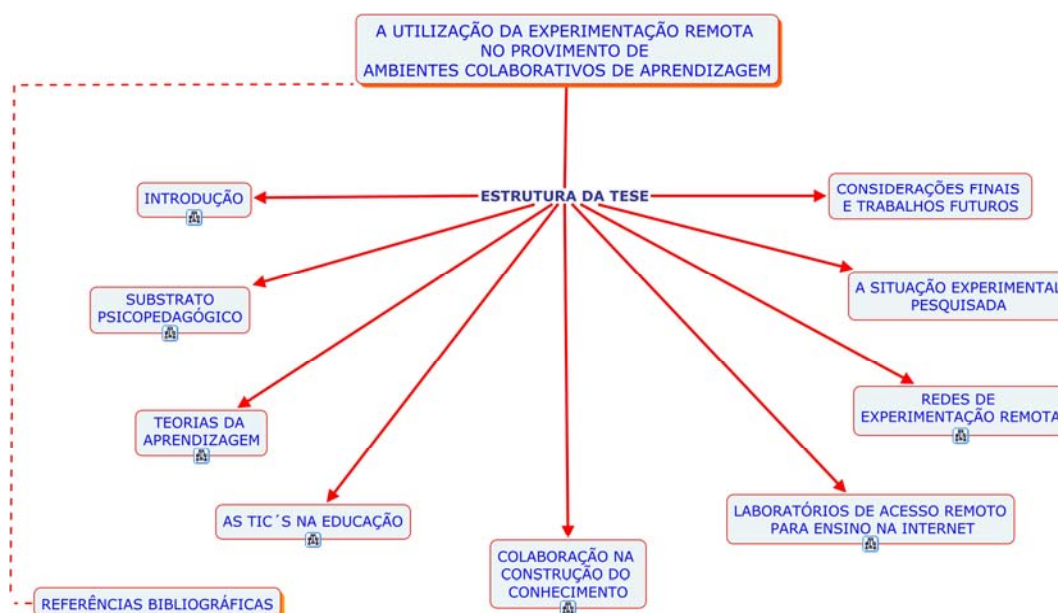 A UTILIZAÇÃO DA EXPERIMENTAÇÃO REMOTA
NO PROVIMENTO DE
AMBIENTES COLABORATIVOS DE APRENDIZAGEM
ESTRUTURA DA TESE
INTRODUÇÃO
CONSIDERAÇÕES FINAIS
E TRABALHOS FUTUROS
SUBSTRATO
PSICOPEDAGÓGICO
A SITUAÇÃO EXPERIMENTAL
PESQUISADA
TEORIAS DA
APRENDIZAGEM
REDES DE
EXPERIMENTAÇÃO REMOTA
AS TIC´S NA EDUCAÇÃO
LABORATÓRIOS DE ACESSO REMOTO
PARA ENSINO NA INTERNET
COLABORAÇÃO NA
CONSTRUÇÃO DO
CONHECIMENTO
REFERÊNCIAS BIBLIOGRÁFICAS